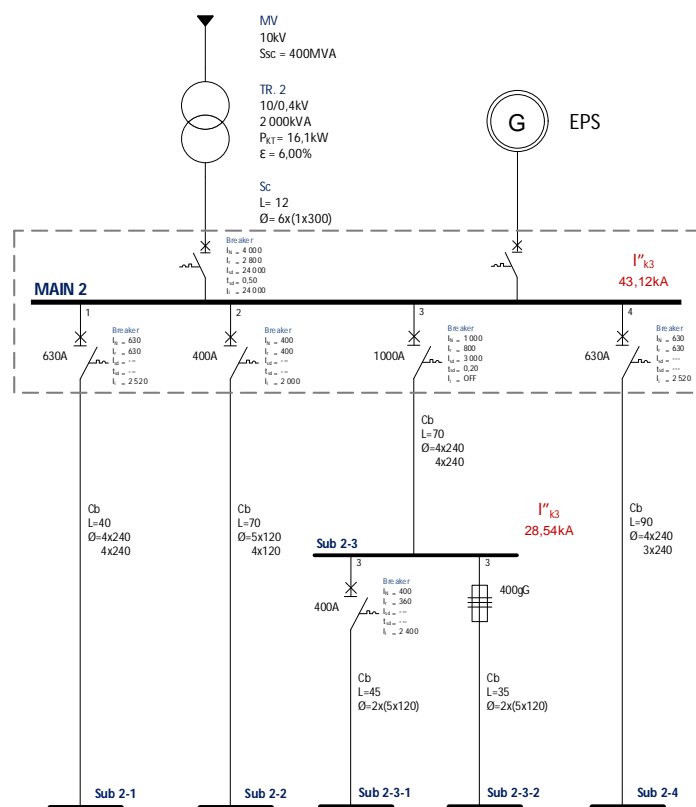 MV
10kV
Ssc = 400MVA
TR. 2
10/0,4kV
2 000kVA
PKT = 16,1kW
ε = 6,00%
G
EPS
Sc
L= 12
Ø= 6x(1x300)
Breaker
IN = 4 000
Ir = 2 800
Isd = 24 000
tsd = 0,50
Ii = 24 000
I″k3
43,12kA
MAIN 2
1
2
3
4
630A
Breaker
IN = 630
Ir = 630
Isd = ---
tsd = --
Ii = 2 520
400A
Breaker
IN = 400
Ir = 400
Isd = ---
tsd = --
Ii = 2 000
1000A
Breaker
IN = 1 000
Ir = 800
Isd = 3 000
tsd = 0,20
Ii = OFF
630A
Breaker
IN = 630
Ir = 630
Isd = ---
tsd = ---
Ii = 2 520
Cb
L=70
Ø=4x240
4x240
Cb
L=40
Ø=4x240
4x240
Cb
L=70
Ø=5x120
4x120
I″k3
28,54kA
Cb
L=90
Ø=4x240
3x240
Sub 2-3
3
3
400A
Breaker
IN = 400
Ir = 360
Isd = ---
tsd = --
Ii = 2 400
400gG
Cb
L=45
Ø=2x(5x120)
Cb
L=35
Ø=2x(5x120)
Sub 2-1
Sub 2-2
Sub 2-3-1
Sub 2-3-2
Sub 2-4